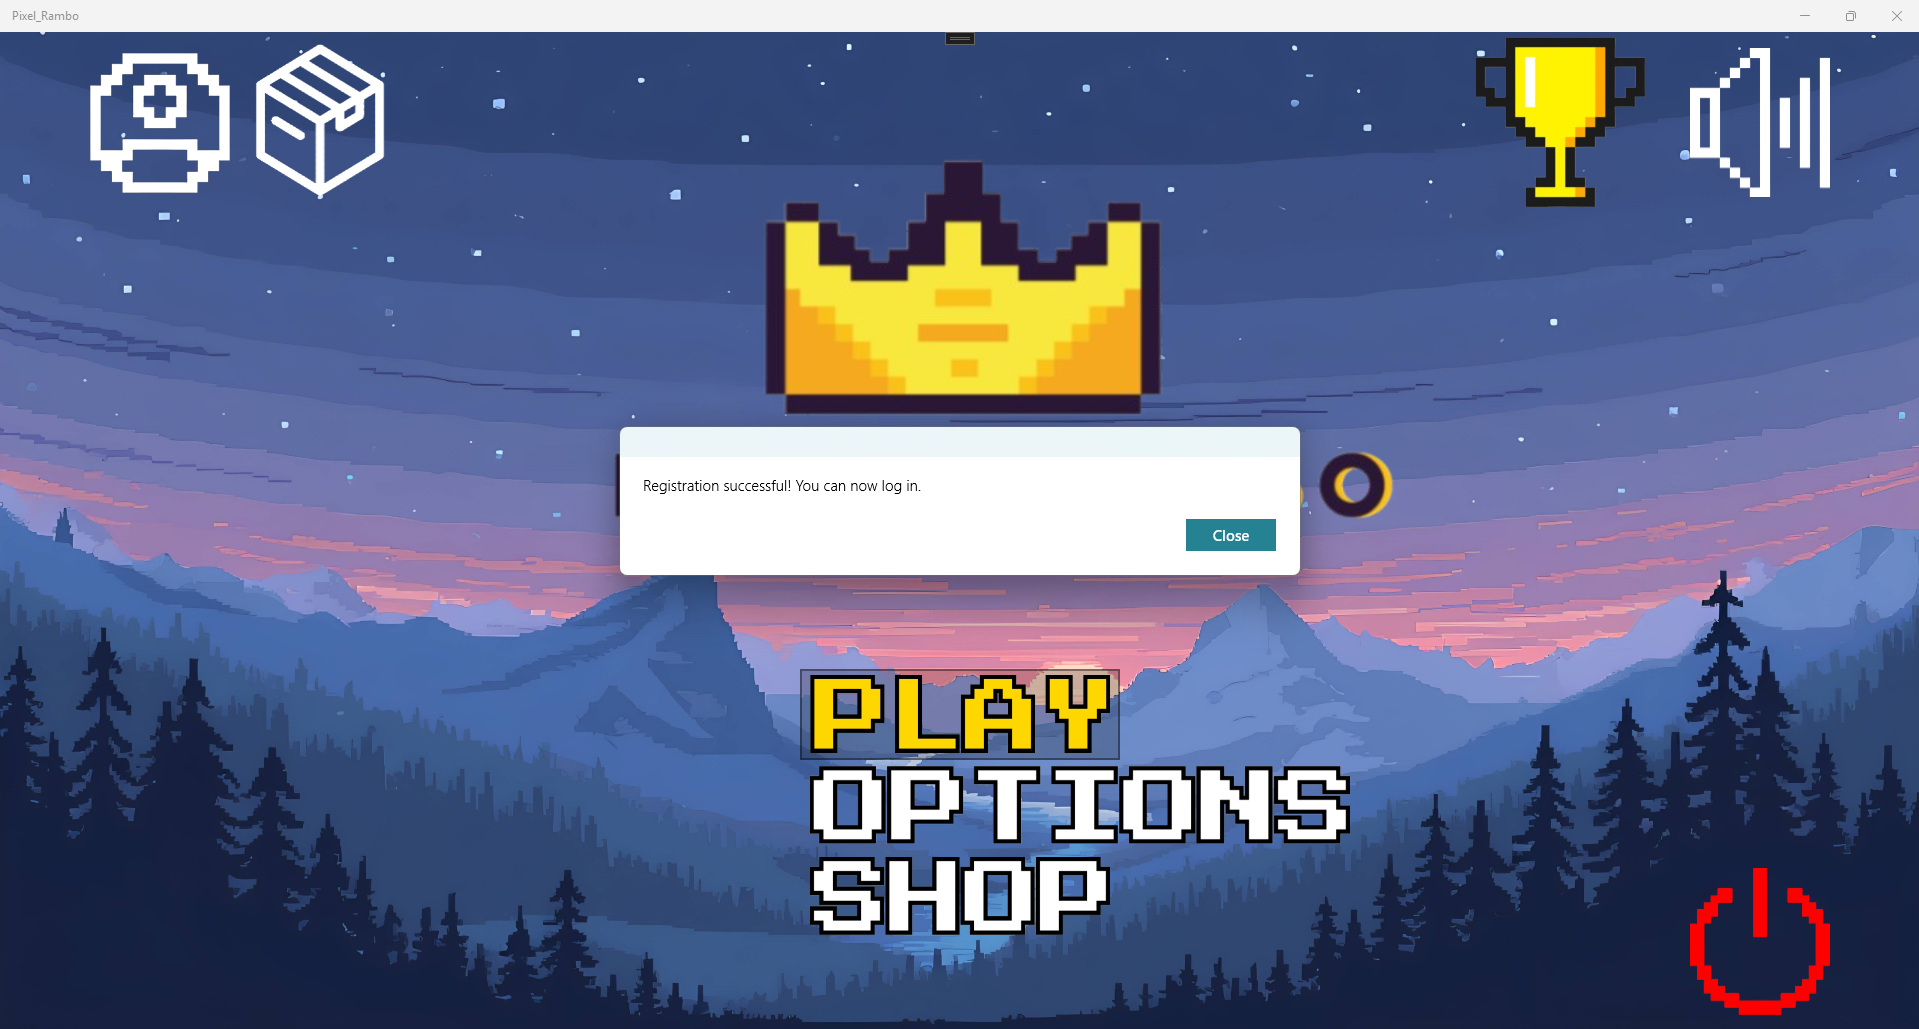 Pixel_Rambo
Registration successful! You can now log in.
Close
PLAY
OPTIONS
SHOP